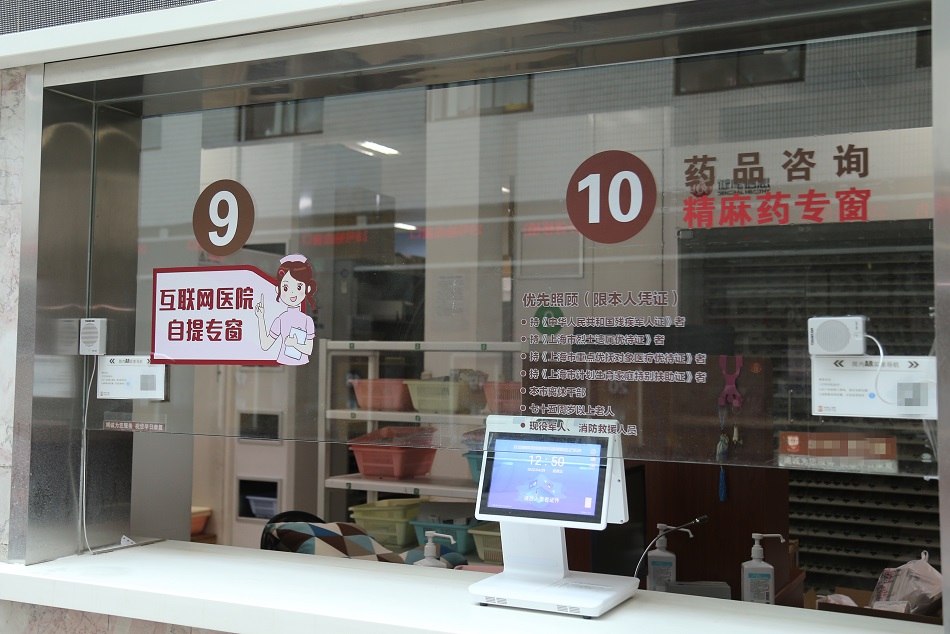 9
互联网医院
自提专窗
10
药品咨询
精麻药专窗
优先照顾（限本人凭证）
●持《中华人民共和国残疾军人证》者
●持《上海市烈士遗属优待证》者
●持《上海市重点优抚对象医疗优待证》者
●持《上海市计划生育家庭特别扶助证》者
●本市离休干部
●七十五周岁以上老人
●现役军人、消防救援人员
12:50